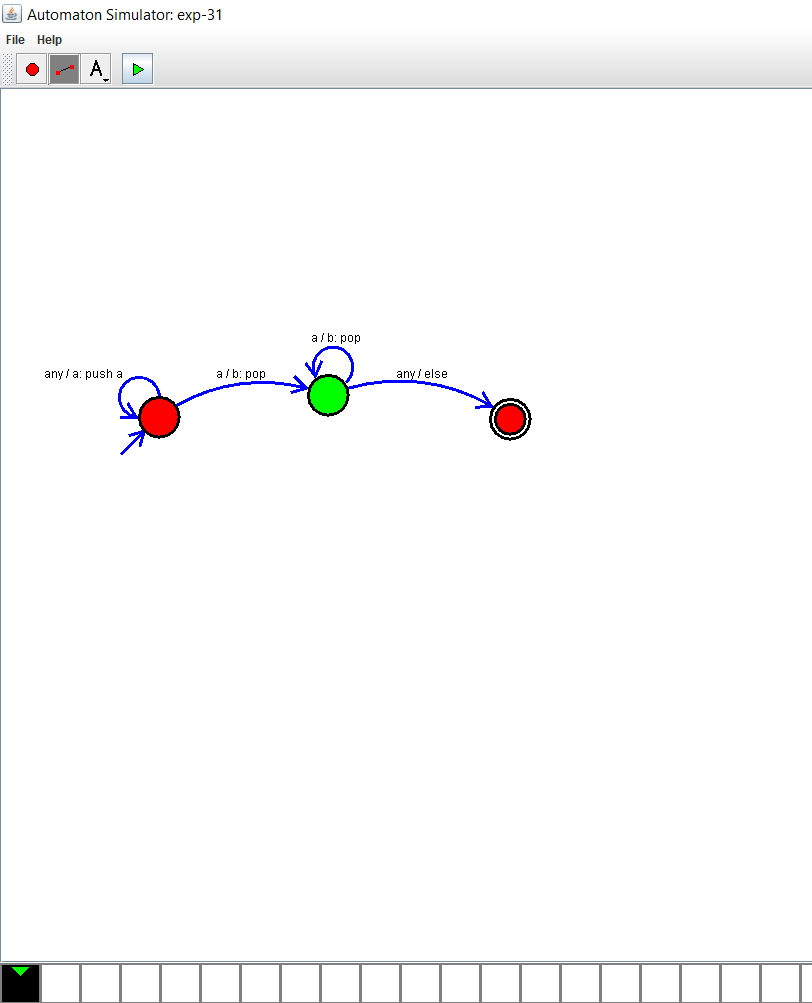 Automaton Simulator: exp-31
File Help
A
a / b: pop
any / a: push a
a / b: pop
any / else